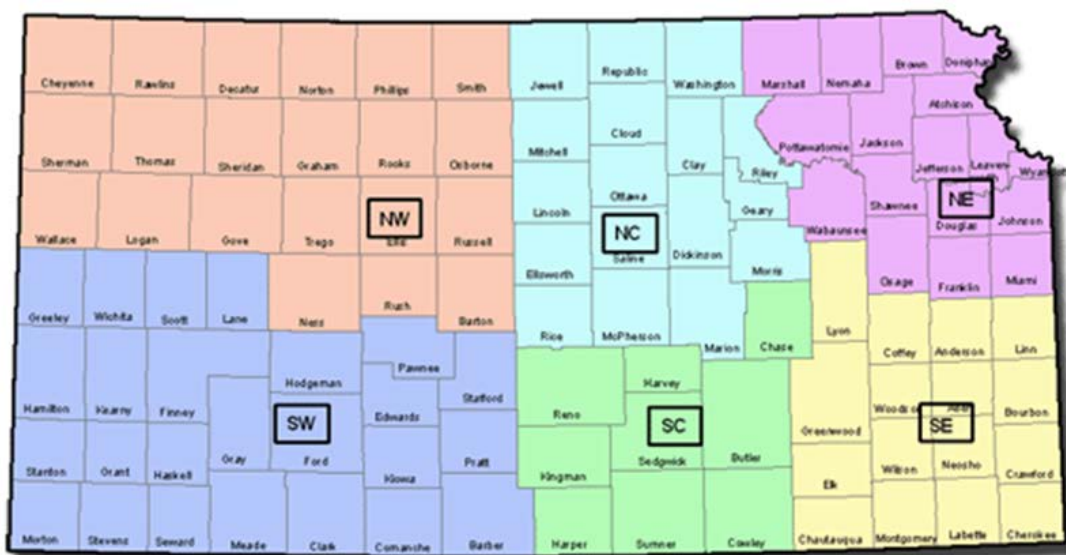 Cheyenne Rawlins Decatur Norton Phillips Smith Jewell Republic Washington Marshall Nemaha Brown Doniphan
Atchison
Sherman Thomas Sheridan Graham Rooks Osborne Mitchell Cloud Clay Riley Pottawatomie Jackson Jefferson Leaven- Wyandotte
Ottawa
Wallace Logan Gove Trego NW Russell Lincoln NC Geary Wabaunsee Shawnee NE Douglas Johnson
Saline Dickinson
Ellsworth Morris Osage Franklin Miami
Greeley Wichita Scott Lane Ness Rush Barton Rice McPherson Marion Chase Lyon Coffey Anderson Linn
Pawnee
Hodgeman Stafford Harvey
Hamilton Kearny Finney Edwards Reno Greenwood Woodson Bourbon
SW SC SE
Gray Ford Pratt Sedgwick Butler
Stanton Grant Haskell Kiowa Kingman Elk Wilson Neosho Crawford
Morton Stevens Seward Meade Clark Comanche Barber Harper Sumner Cowley Chautauqua Montgomery Labette Cherokee